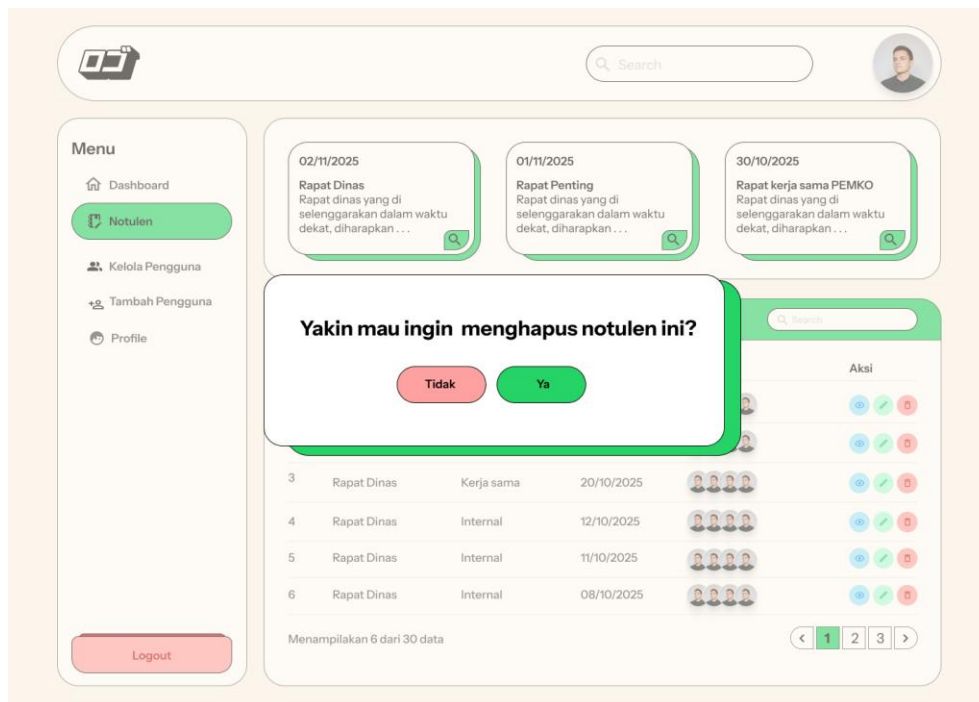 Search
Menu
Dashboard
Notulen
Kelola Pengguna
Tambah Pengguna
Profile
Logout
02/11/2025
Rapat Dinas
Rapat dinas yang di
selenggarakan dalam waktu
dekat, diharapkan . . .
01/11/2025
Rapat Penting
Rapat dinas yang di
selenggarakan dalam waktu
dekat, diharapkan . . .
30/10/2025
Rapat kerja sama PEMKO
Rapat dinas yang di
selenggarakan dalam waktu
dekat, diharapkan . . .
Yakin mau ingin menghapus notulen ini?
Tidak Ya
Search
Aksi
3 Rapat Dinas Kerja sama 20/10/2025
4 Rapat Dinas Internal 12/10/2025
5 Rapat Dinas Internal 11/10/2025
6 Rapat Dinas Internal 08/10/2025
Menampilakan 6 dari 30 data
< 1 2 3 >